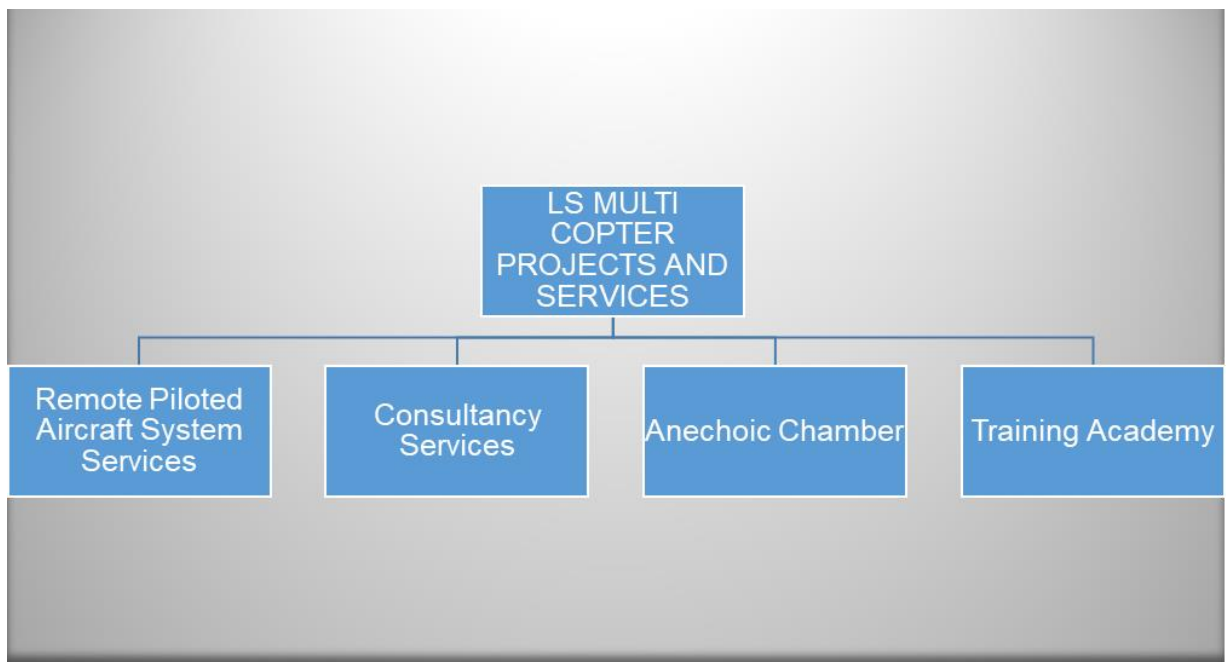 LS MULTI
COPTER
PROJECTS AND
SERVICES
Remote Piloted
Aircraft System
Services
Consultancy
Services
Anechoic Chamber
Training Academy